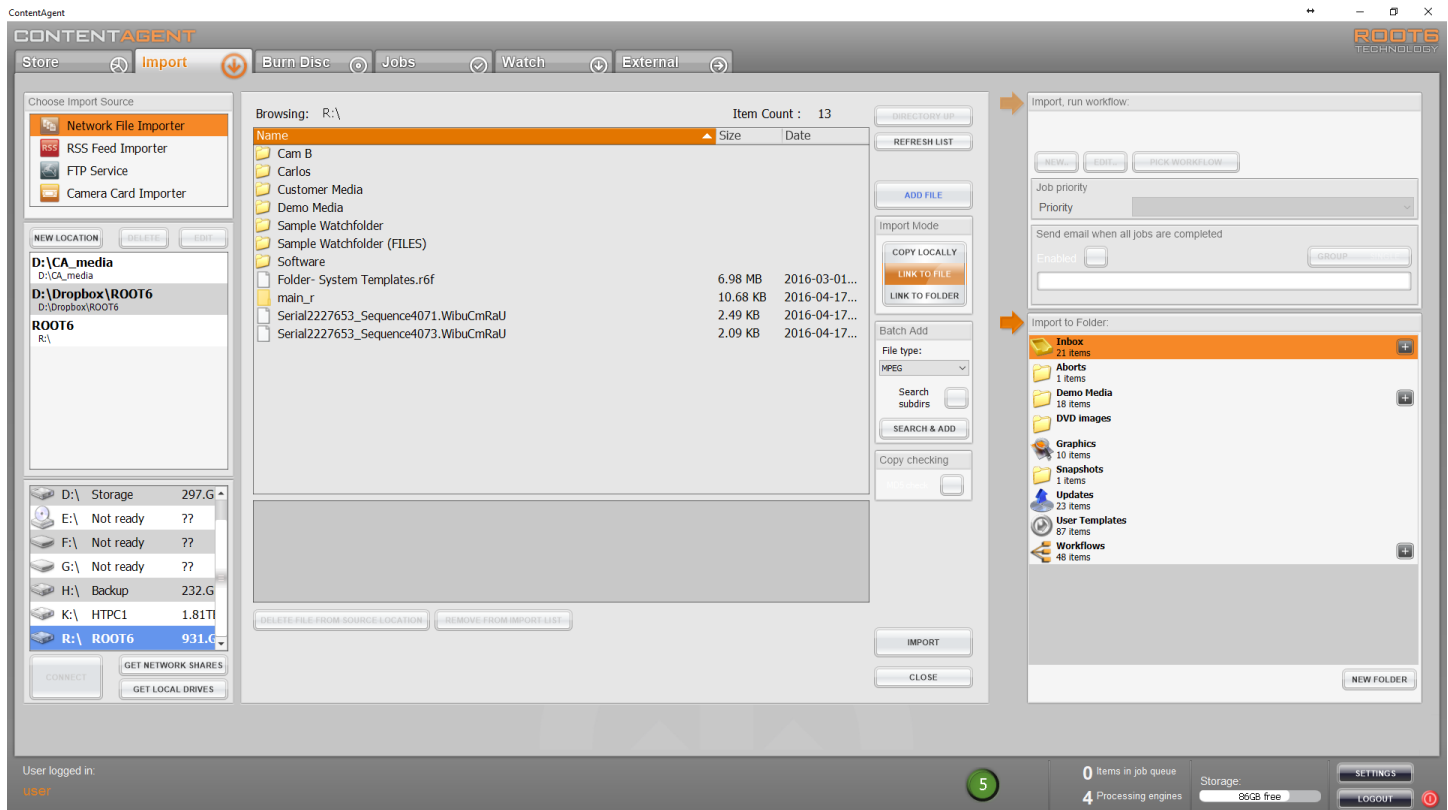 ContentAgent
CONTENTAGENT
ROOT6
TECHNOLOGY
Store
Import
Burn Disc
Jobs
Watch
External
Choose Import Source
Network File Importer
RSS
RSS Feed Importer
FTP Service
Camera Card Importer
NEW LOCATION
DELETE
EDIT
D:\CA_media
D:\CA_media
D:\Dropbox\ROOT6
D:\Dropbox\ROOT6
ROOT6
R:\
D:\ Storage 297.G
E:\ Not ready ??
F:\ Not ready ??
G:\ Not ready ??
H:\ Backup 232.G
K:\ HTPC1 1.81T
R:\ ROOT6 931.G
CONNECT
GET NETWORK SHARES
GET LOCAL DRIVES
Browsing: R:\
Item Count : 13
Name Size Date
Cam B
Carlos
Customer Media
Demo Media
Sample Watchfolder
Sample Watchfolder (FILES)
Software
Folder- System Templates.r6f 6.98 MB 2016-03-01...
main_r 10.68 KB 2016-04-17...
Serial2227653_Sequence4071.WibuCmRaU 2.49 KB 2016-04-17...
Serial2227653_Sequence4073.WibuCmRaU 2.09 KB 2016-04-17...
DELETE FILE FROM SOURCE LOCATION
REMOVE FROM IMPORT LIST
DIRECTORY UP
REFRESH LIST
ADD FILE
Import Mode
COPY LOCALLY
LINK TO FILE
LINK TO FOLDER
Batch Add
File type:
MPEG
Search
subdirs
SEARCH & ADD
Copy checking
IMPORT
CLOSE
Import, run workflow:
NEW...
EDIT...
PICK WORKFLOW
Job priority
Priority
Send email when all jobs are completed
Enabled
GROUP
Import to Folder:
Inbox
21 items
Aborts
1 items
Demo Media
18 items
DVD images
Graphics
10 items
Snapshots
1 items
Updates
23 items
User Templates
87 items
Workflows
48 items
NEW FOLDER
User logged in:
user
5
0 Items in job queue
4 Processing engines
Storage:
86GB free
SETTINGS
LOGOUT